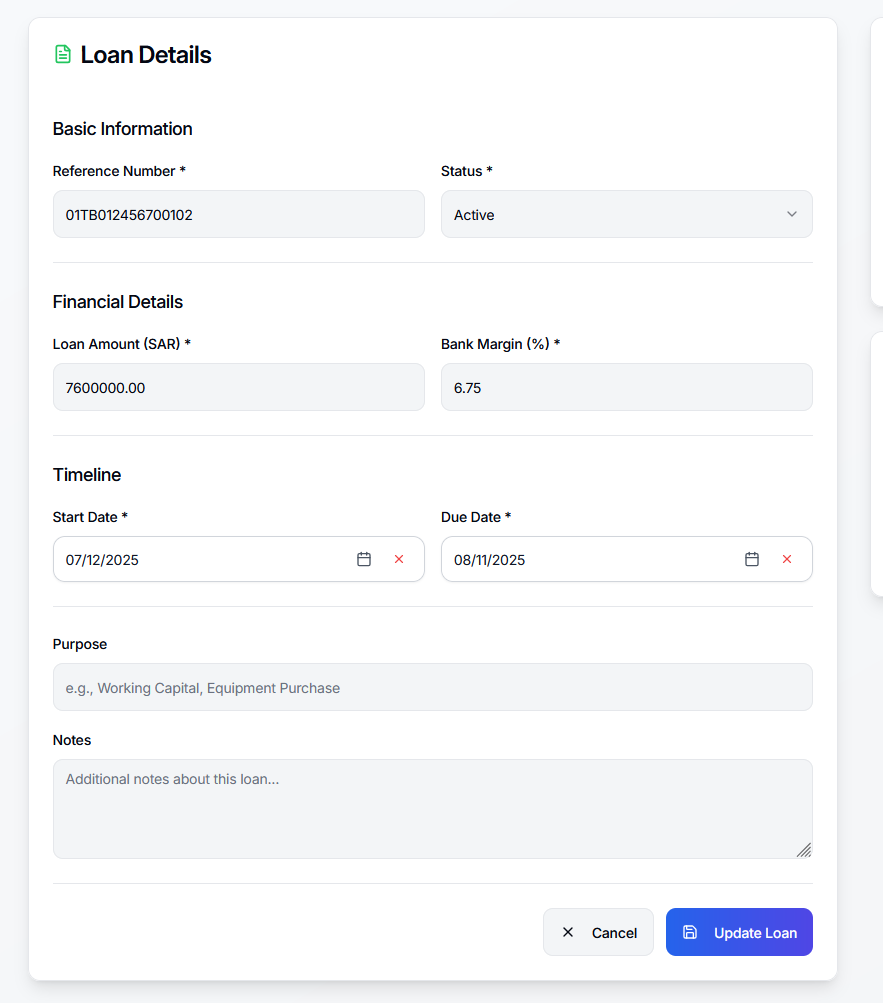 Loan Details
Basic Information
Reference Number *
Status *
01TB012456700102
Active
Financial Details
Loan Amount (SAR) *
Bank Margin (%) *
7600000.00
6.75
Timeline
Start Date *
Due Date *
07/12/2025
08/11/2025
Purpose
e.g., Working Capital, Equipment Purchase
Notes
Additional notes about this loan...
Cancel
Update Loan